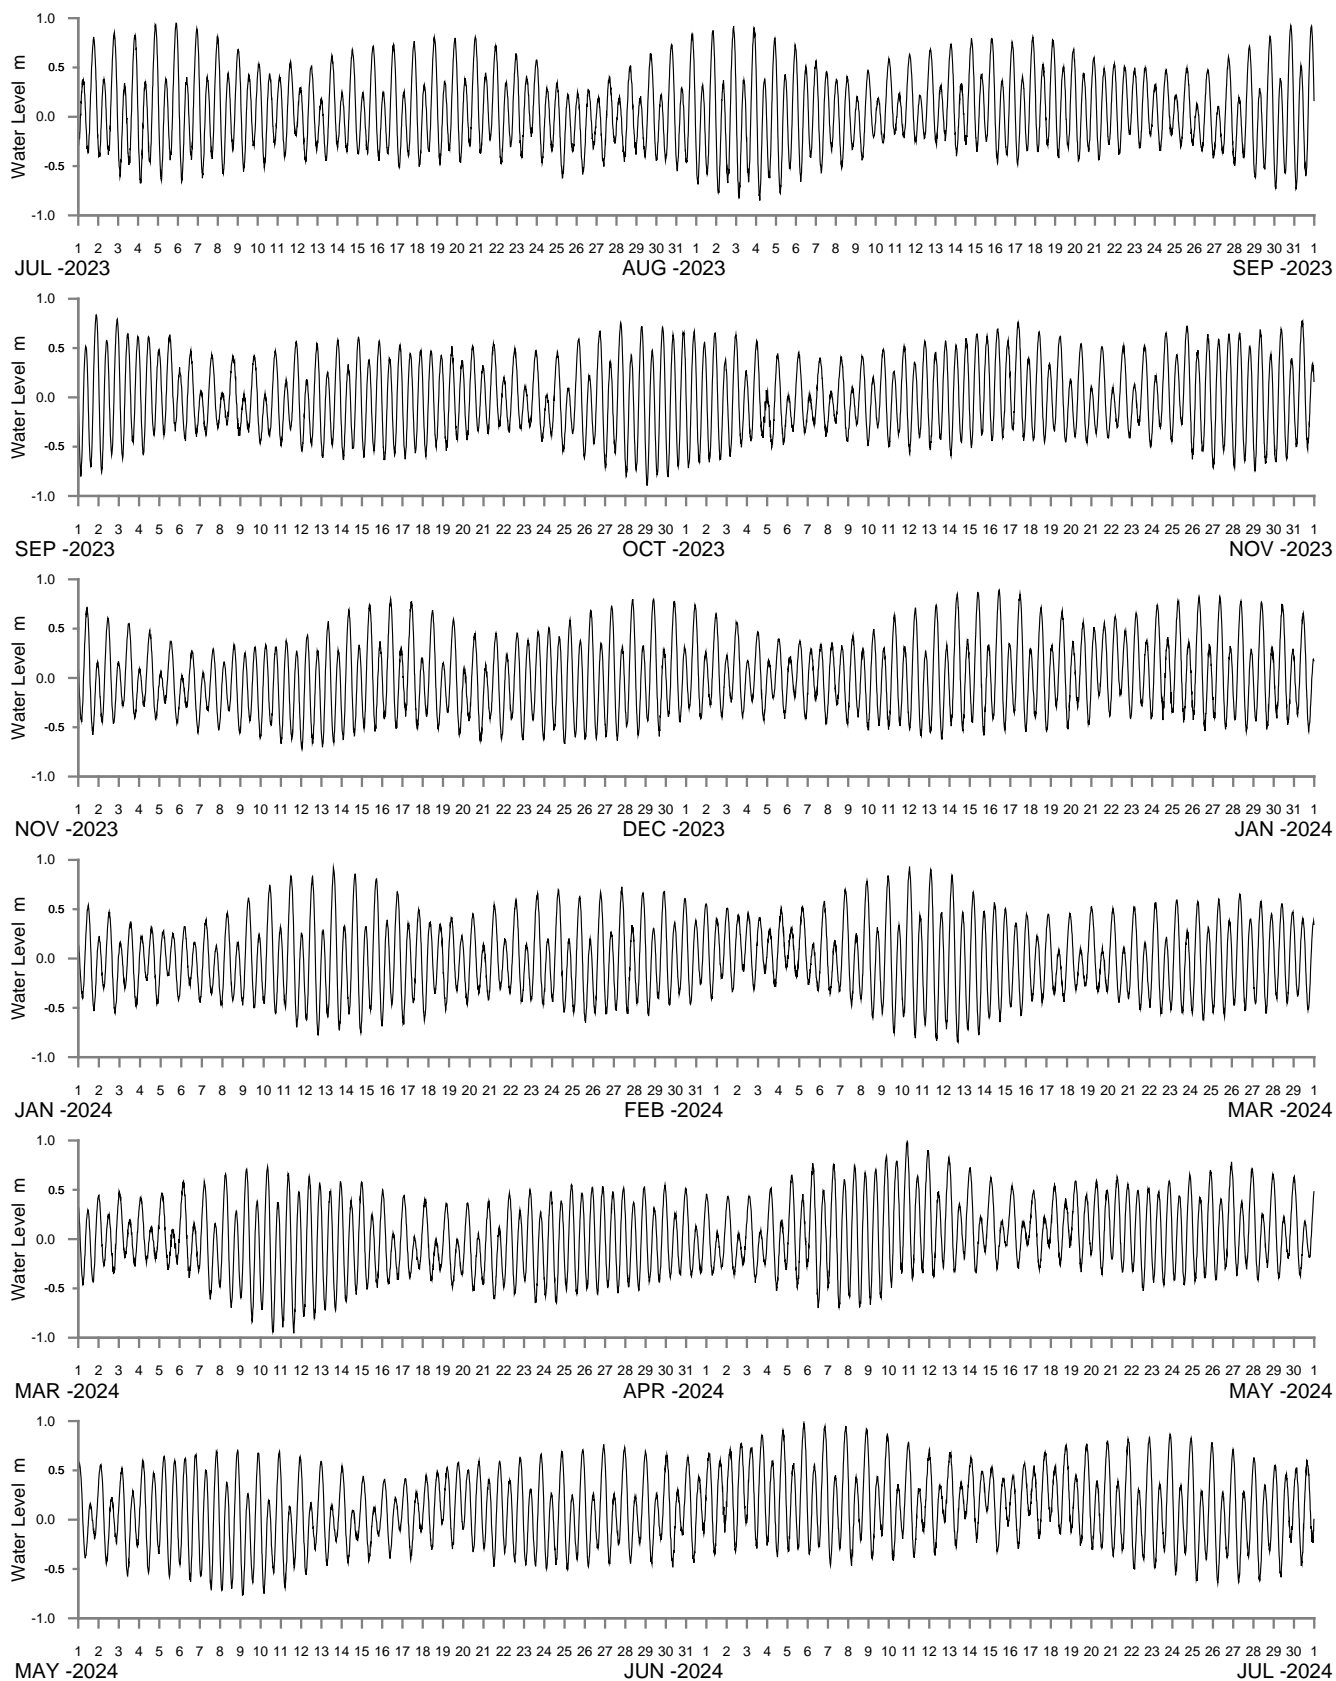 1.0
0.5
0.0
-0.5
-1.0
Water Level m
1 2 3 4 5 6 7 8 9 10 11 12 13 14 15 16 17 18 19 20 21 22 23 24 25 26 27 28 29 30 31 1 2 3 4 5 6 7 8 9 10 11 12 13 14 15 16 17 18 19 20 21 22 23 24 25 26 27 28 29 30 31 1
JUL -2023 AUG -2023 SEP -2023
1.0
0.5
0.0
-0.5
-1.0
Water Level m
1 2 3 4 5 6 7 8 9 10 11 12 13 14 15 16 17 18 19 20 21 22 23 24 25 26 27 28 29 30 1 2 3 4 5 6 7 8 9 10 11 12 13 14 15 16 17 18 19 20 21 22 23 24 25 26 27 28 29 30 31 1
SEP -2023 OCT -2023 NOV -2023
1.0
0.5
0.0
-0.5
-1.0
Water Level m
1 2 3 4 5 6 7 8 9 10 11 12 13 14 15 16 17 18 19 20 21 22 23 24 25 26 27 28 29 30 1 2 3 4 5 6 7 8 9 10 11 12 13 14 15 16 17 18 19 20 21 22 23 24 25 26 27 28 29 30 31 1
NOV -2023 DEC -2023 JAN -2024
1.0
0.5
0.0
-0.5
-1.0
Water Level m
1 2 3 4 5 6 7 8 9 10 11 12 13 14 15 16 17 18 19 20 21 22 23 24 25 26 27 28 29 30 31 1 2 3 4 5 6 7 8 9 10 11 12 13 14 15 16 17 18 19 20 21 22 23 24 25 26 27 28 29 1
JAN -2024 FEB -2024 MAR -2024
1.0
0.5
0.0
-0.5
-1.0
Water Level m
1 2 3 4 5 6 7 8 9 10 11 12 13 14 15 16 17 18 19 20 21 22 23 24 25 26 27 28 29 30 31 1 2 3 4 5 6 7 8 9 10 11 12 13 14 15 16 17 18 19 20 21 22 23 24 25 26 27 28 29 30 1
MAR -2024 APR -2024 MAY -2024
1.0
0.5
0.0
-0.5
-1.0
Water Level m
1 2 3 4 5 6 7 8 9 10 11 12 13 14 15 16 17 18 19 20 21 22 23 24 25 26 27 28 29 30 31 1 2 3 4 5 6 7 8 9 10 11 12 13 14 15 16 17 18 19 20 21 22 23 24 25 26 27 28 29 30 1
MAY -2024 JUN -2024 JUL -2024